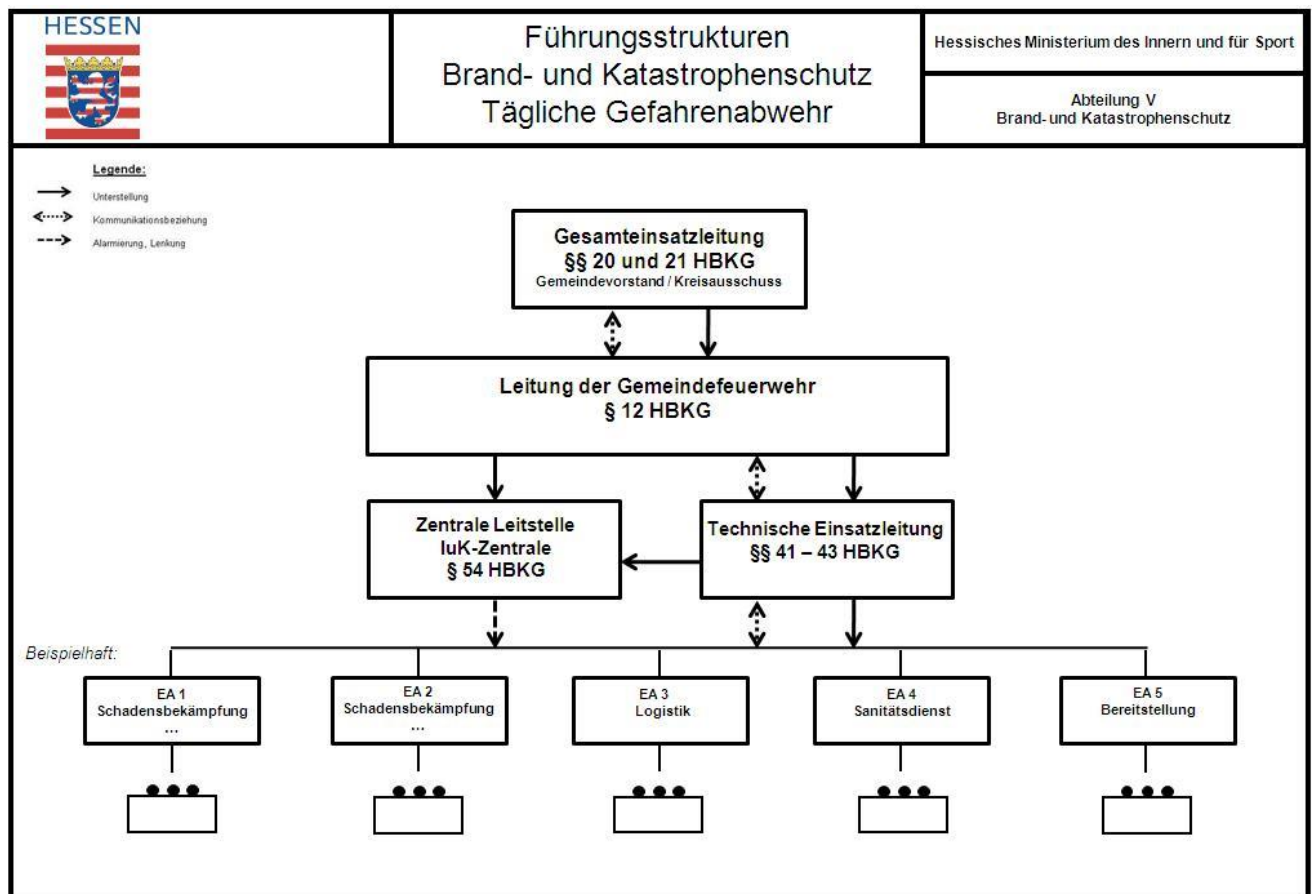 HESSEN
Führungsstrukturen
Brand- und Katastrophenschutz
Tägliche Gefahrenabwehr
Hessisches Ministerium des Innern und für Sport
Abteilung V
Brand- und Katastrophenschutz
Legende:
Unterstellung
Kommunikationsbeziehung
Alarmierung, Lenkung
Gesamteinsatzleitung
§§ 20 und 21 HBKG
Gemeindevorstand / Kreisausschuss
Leitung der Gemeindefeuerwehr
§ 12 HBKG
Zentrale Leitstelle
IuK-Zentrale
§ 54 HBKG
Technische Einsatzleitung
§§ 41 – 43 HBKG
Beispielhaft:
EA 1
Schadensbekämpfung
...
EA 2
Schadensbekämpfung
...
EA 3
Logistik
EA 4
Sanitätsdienst
EA 5
Bereitstellung